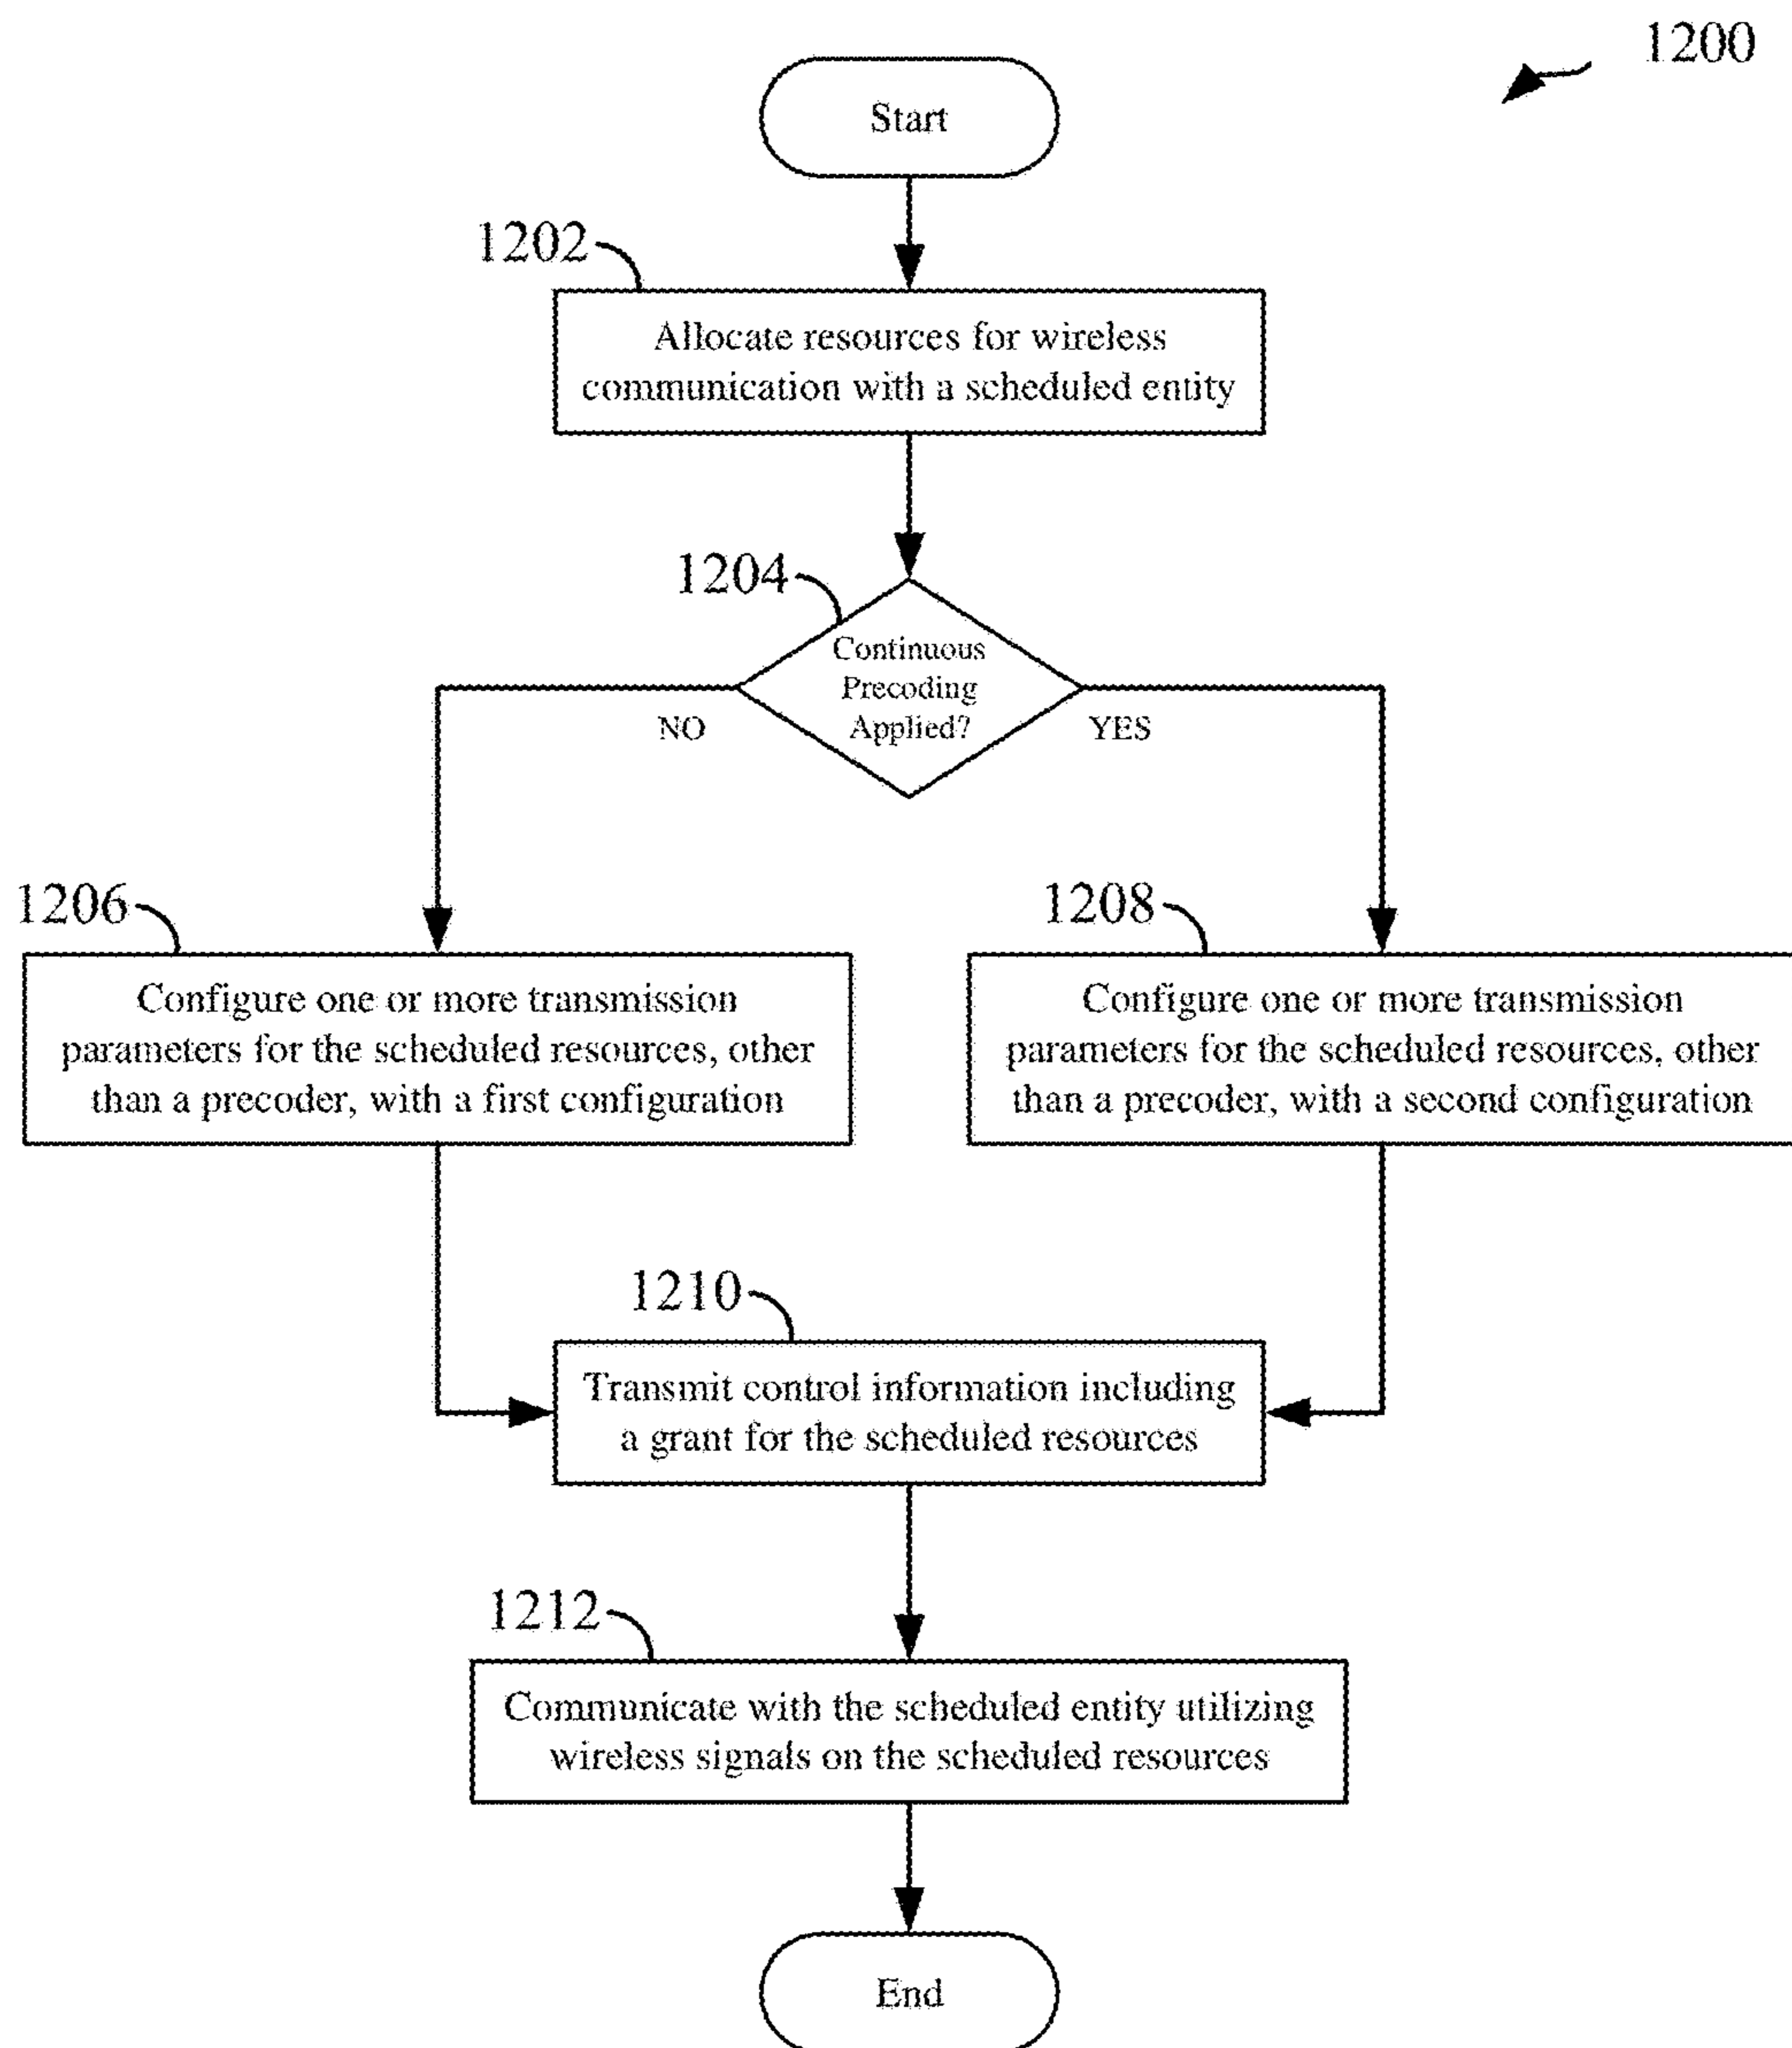 1200
Start
1202
Allocate resources for wireless
communication with a scheduled entity
1204
Continuous
Precoding
Applied?
NO
YES
1206
Configure one or more transmission
parameters for the scheduled resources, other
than a precoder, with a first configuration
1208
Configure one or more transmission
parameters for the scheduled resources, other
than a precoder, with a second configuration
1210
Transmit control information including
a grant for the scheduled resources
1212
Communicate with the scheduled entity utilizing
wireless signals on the scheduled resources
End